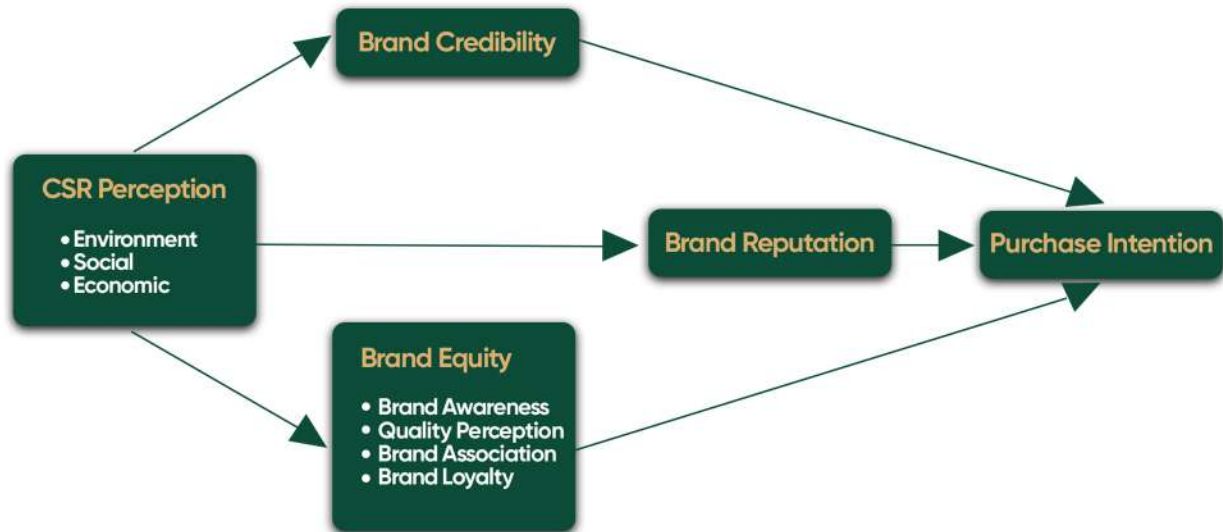 Brand Credibility
CSR Perception
• Environment
• Social
• Economic
Brand Reputation
Purchase Intention
Brand Equity
• Brand Awareness
• Quality Perception
• Brand Association
• Brand Loyalty